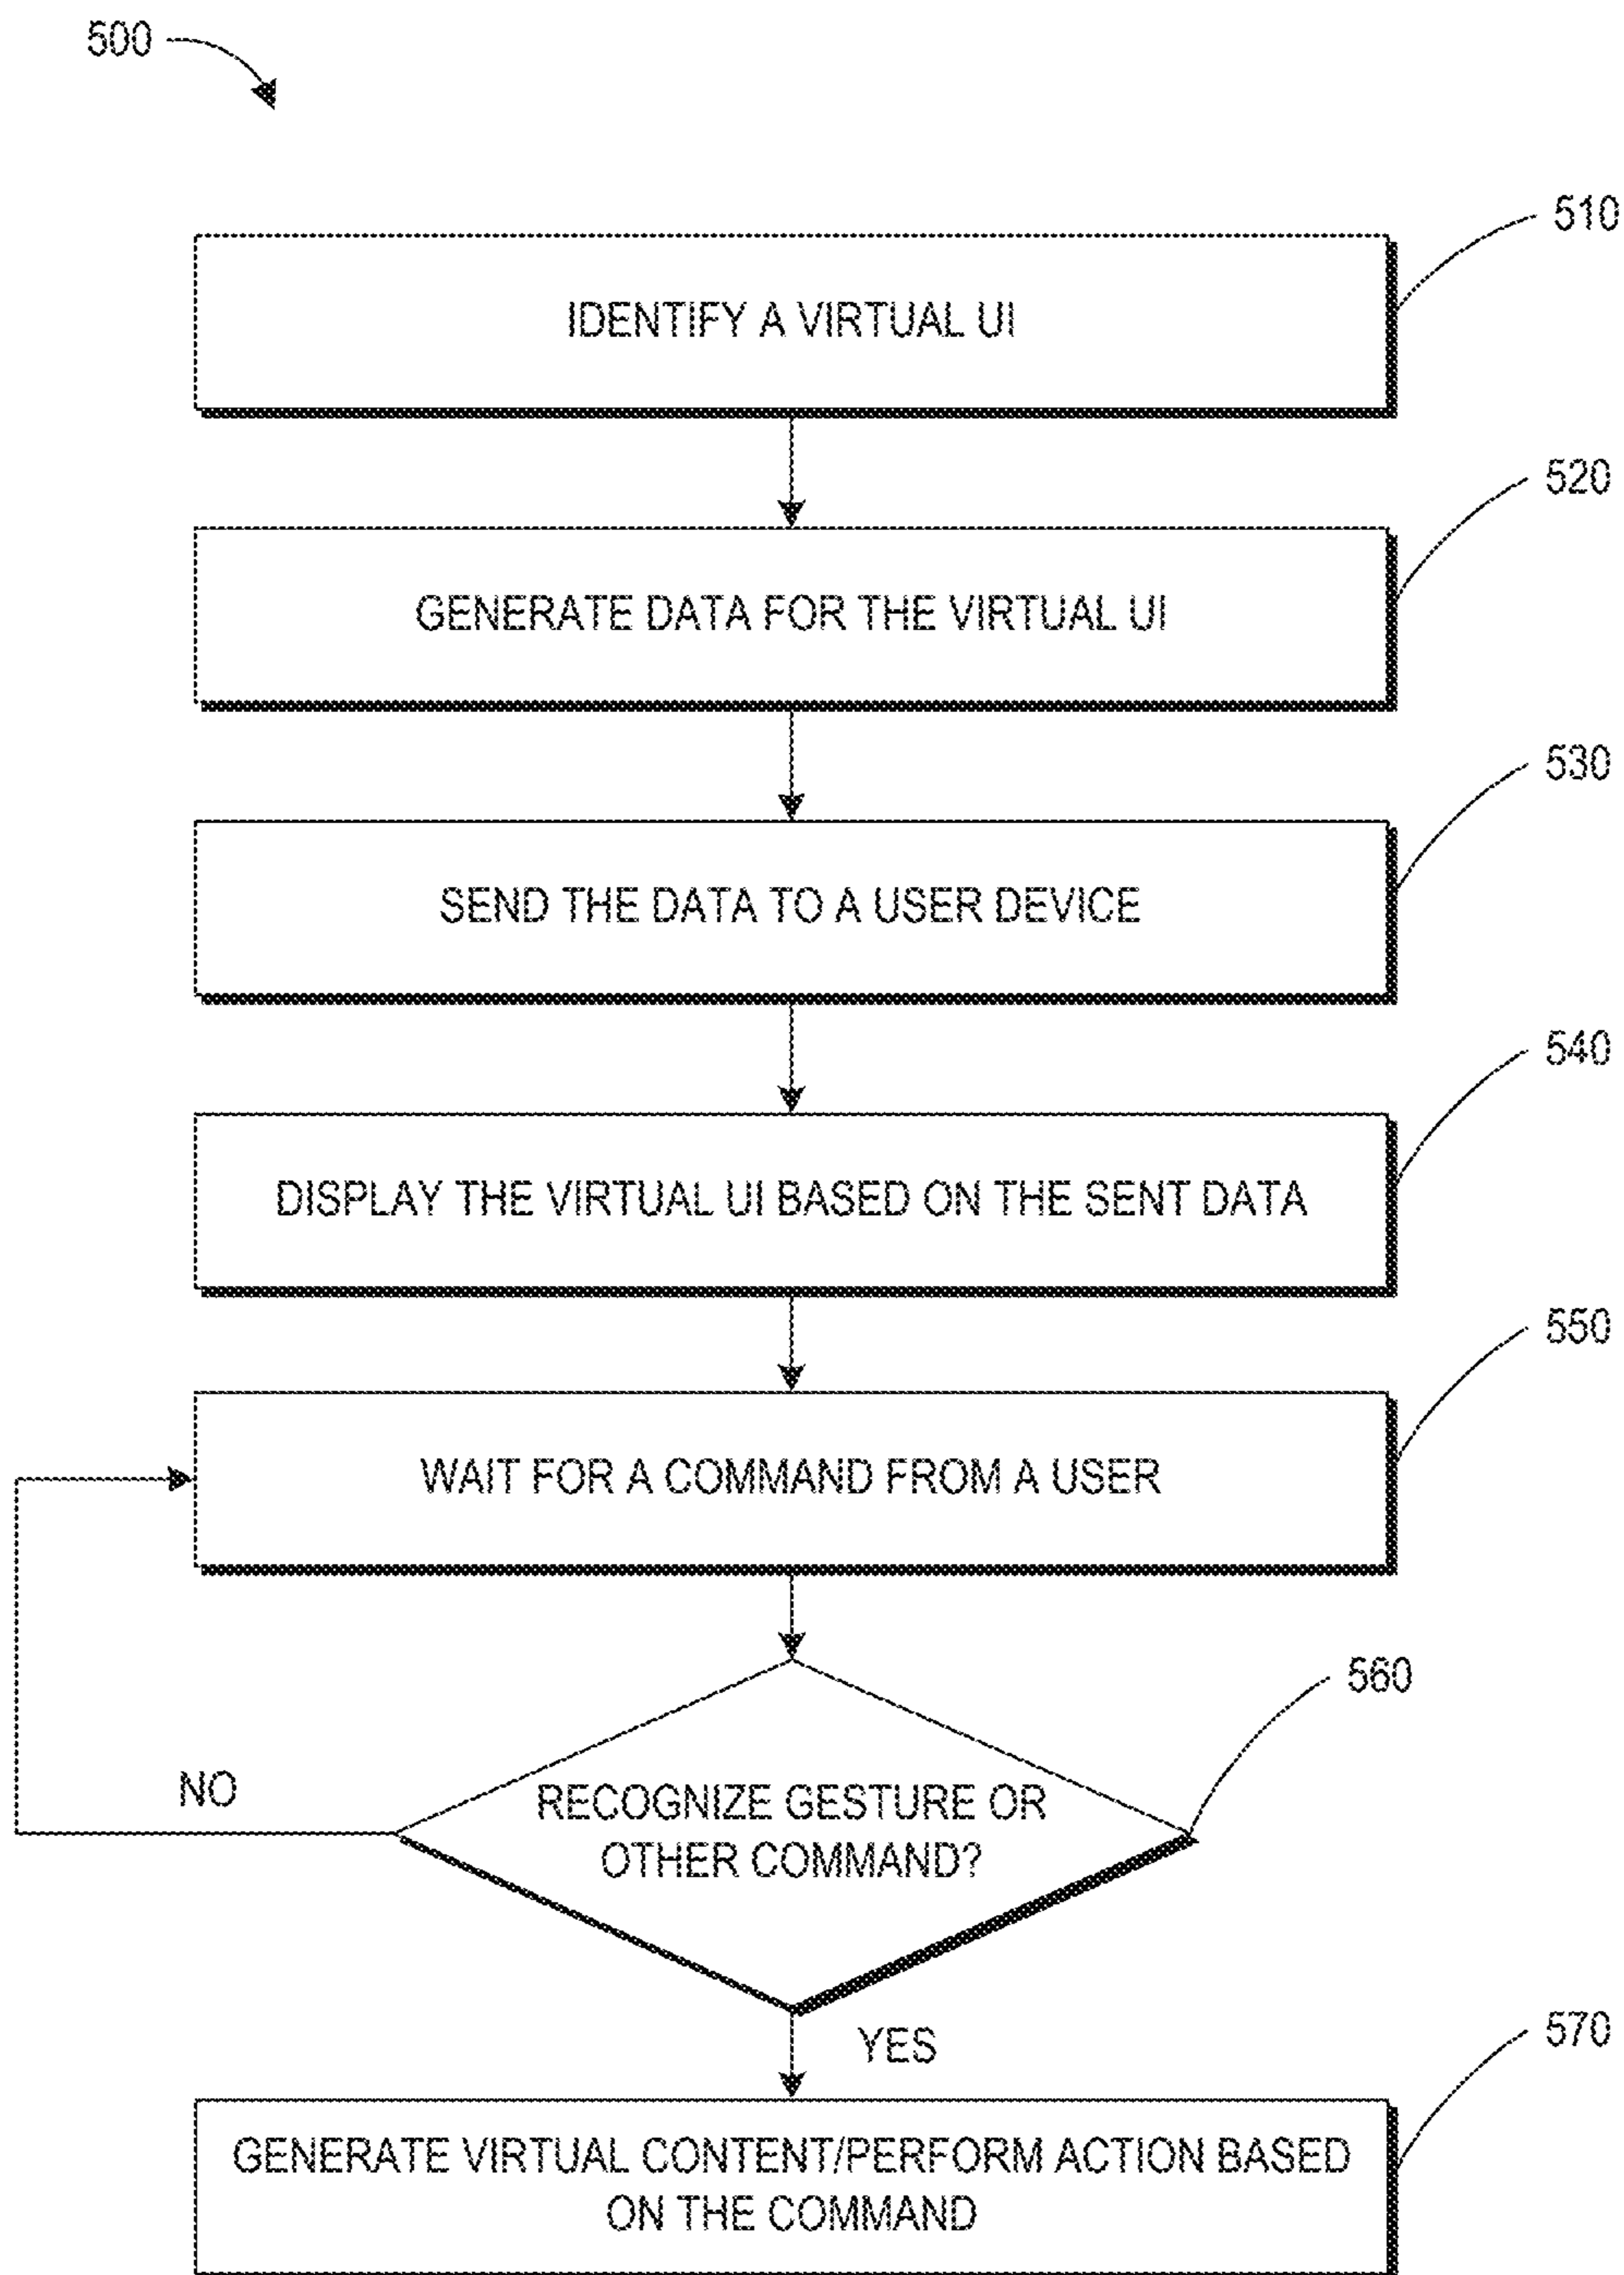 500
510
IDENTIFY A VIRTUAL UI
520
GENERATE DATA FOR THE VIRTUAL UI
530
SEND THE DATA TO A USER DEVICE
540
DISPLAY THE VIRTUAL UI BASED ON THE SENT DATA
550
WAIT FOR A COMMAND FROM A USER
560
NO
RECOGNIZE GESTURE OR
OTHER COMMAND?
YES
570
GENERATE VIRTUAL CONTENT/PERFORM ACTION BASED
ON THE COMMAND